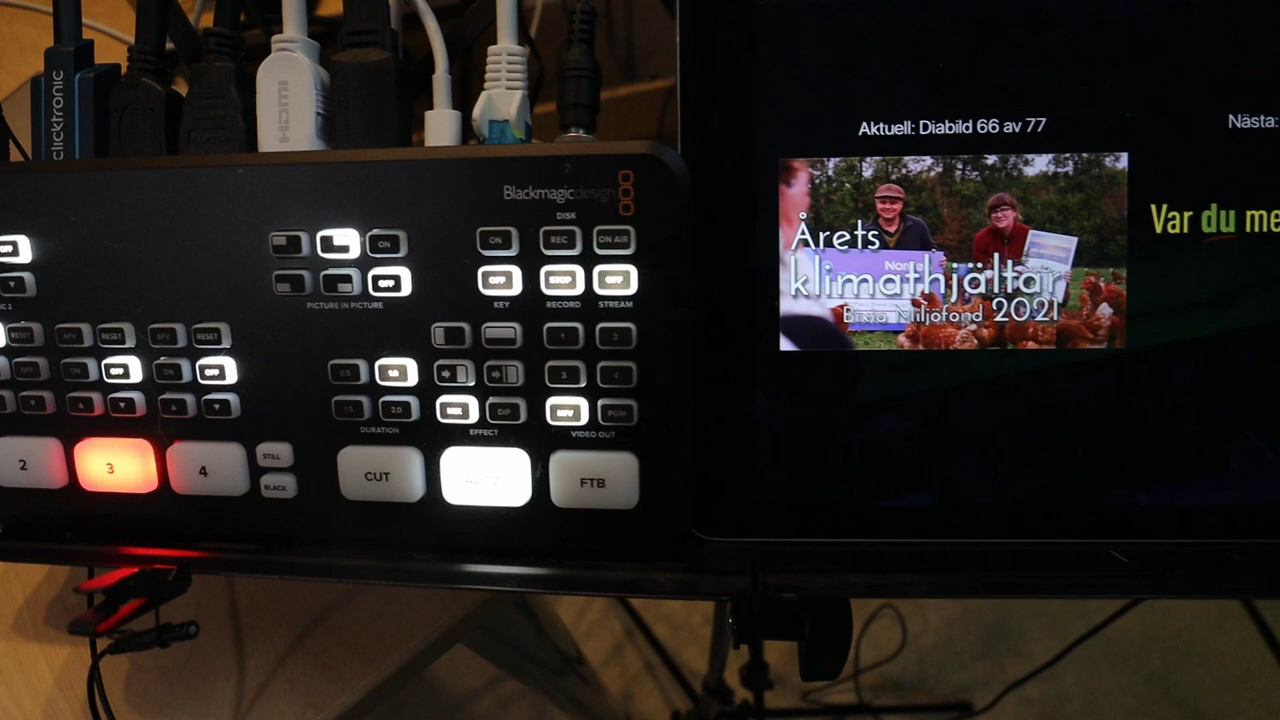 clicktronic
HDMI
Blackmagicdesign
DISK
OFF
ON
ON
REC
ON AIR
OFF
OFF
STOP
OFF
PICTURE IN PICTURE
KEY
RECORD
STREAM
RESET
AFV
RESET
AFV
RESET
1
2
OFF
ON
OFF
ON
OFF
0.5
1.0
3
4
1.5
2.0
MIX
DIP
M/V
PGM
DURATION
EFFECT
VIDEO OUT
2
3
4
STILL
BLACK
CUT
AUTO
FTB
Aktuell: Diabild 66 av 77
Nästa:
Årets
klimathjältar
Miljöfond 2021
Var du me